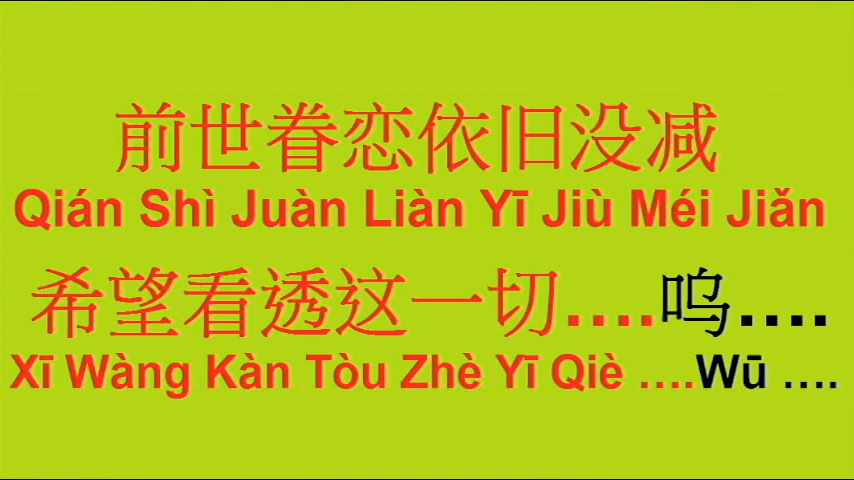 前世眷恋依旧没减
Qián Shì Juàn Liàn Yī Jiù Méi Jiǎn
希望看透这一切....呜....
Xī Wàng Kàn Tòu Zhè Yī Qiè ....Wū ....